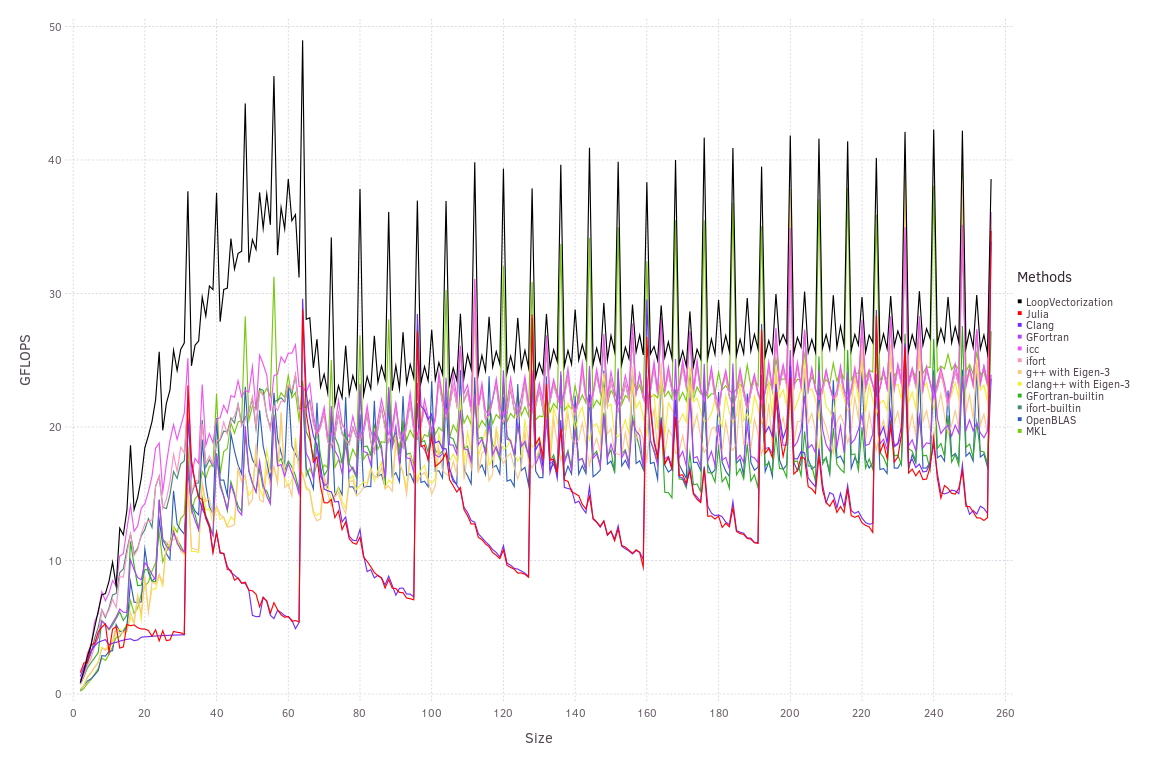 50
40
30
20
10
0
GFLOPS
0 20 40 60 80 100 120 140 160 180 200 220 240 260
Size
Methods
LoopVectorization
Julia
Clang
GFortran
icc
ifort
g++ with Eigen-3
clang++ with Eigen-3
GFortran-builtin
ifort-builtin
OpenBLAS
MKL